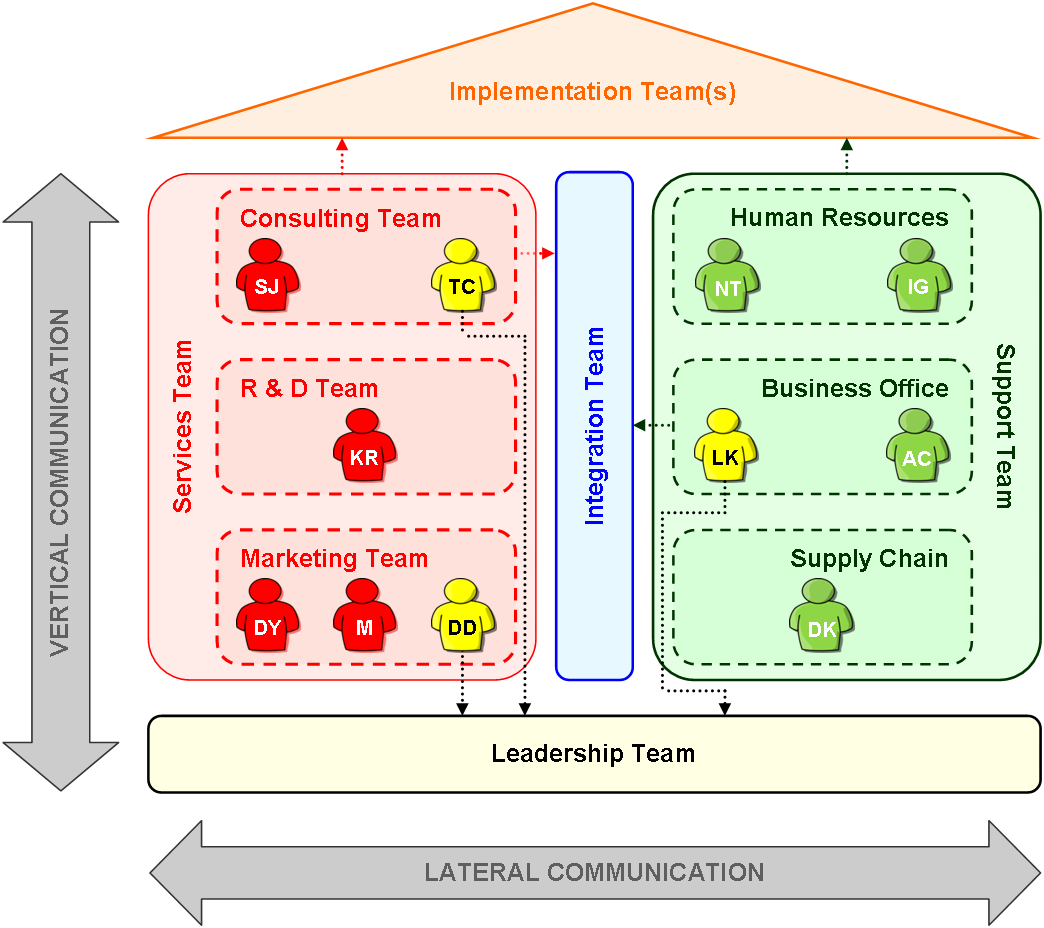 Implementation Team(s)
Consulting Team
SJ
TC
Human Resources
NT
IG
Services Team
R & D Team
KR
Integration Team
Business Office
LK
AC
Support Team
Marketing Team
DY
M
DD
Supply Chain
DK
Leadership Team
VERTICAL COMMUNICATION
LATERAL COMMUNICATION